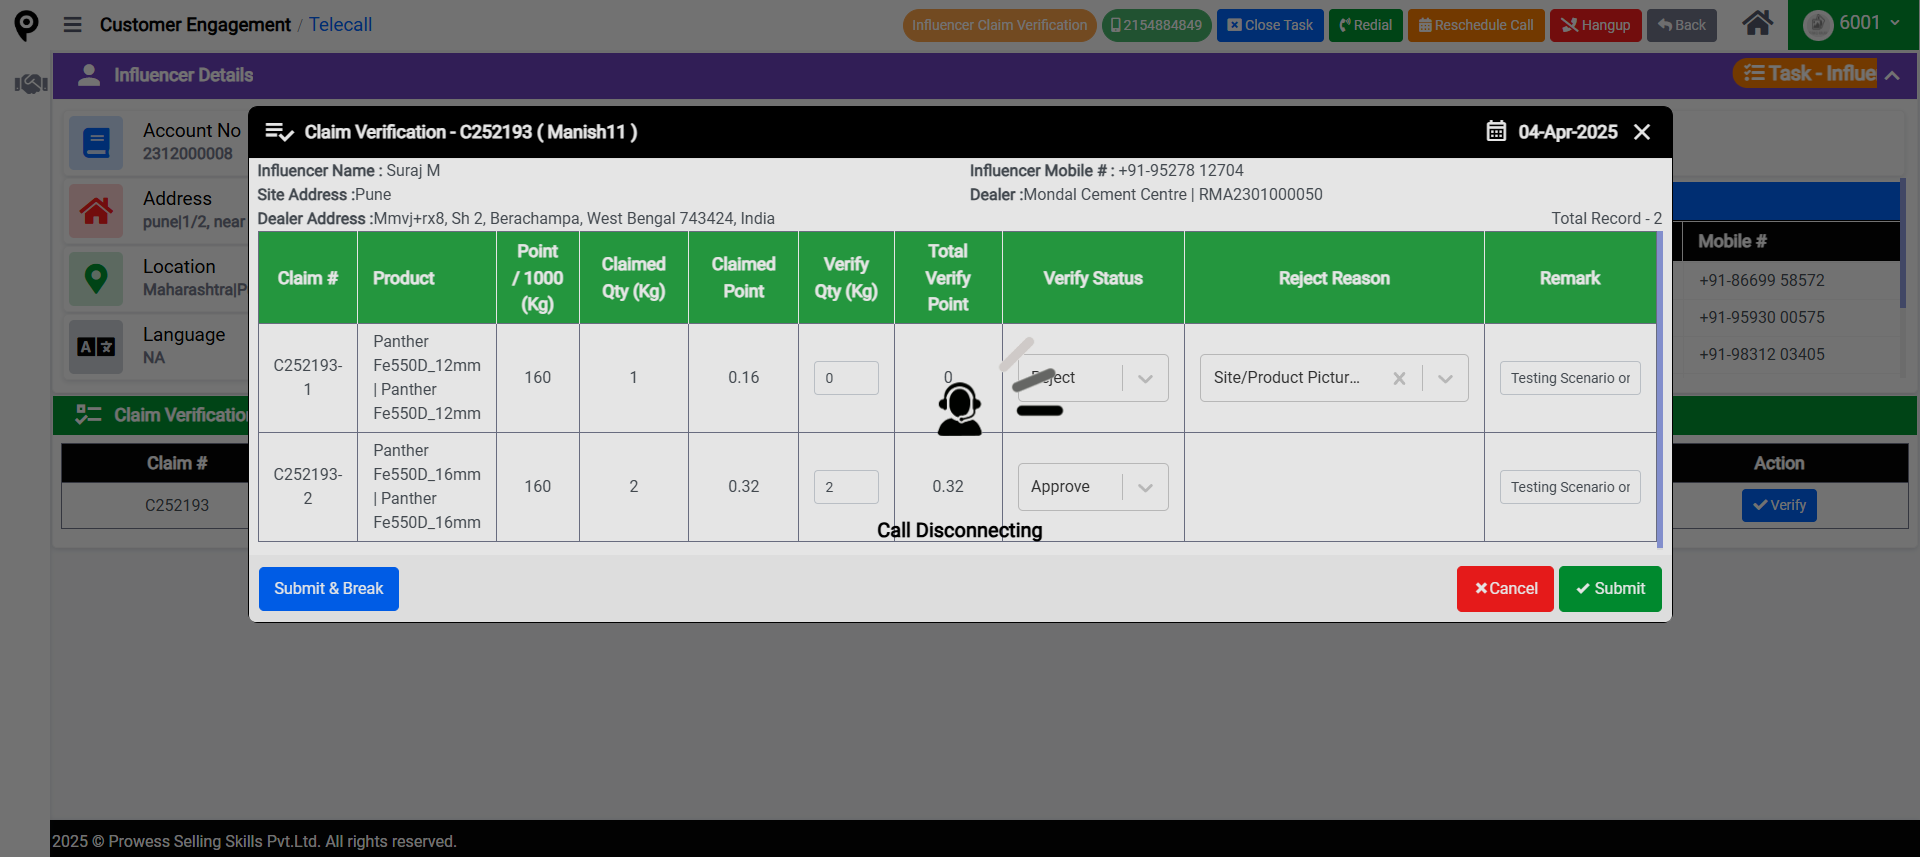 Customer Engagement / Telecall
Influencer Claim Verification
2154884849
Close Task
Redial
Reschedule Call
Hangup
Back
6001
Influencer Details
Task - Influe
Account No
2312000008
Address
pune|1/2, near
Location
Maharashtra|P
Language
NA
Mobile #
+91-86699 58572
+91-95930 00575
+91-98312 03405
Claim Verification - C252193 ( Manish11 )
04-Apr-2025
Influencer Name : Suraj M
Influencer Mobile # : +91-95278 12704
Site Address :Pune
Dealer :Mondal Cement Centre | RMA2301000050
Dealer Address :Mmvj+rx8, Sh 2, Berachampa, West Bengal 743424, India
Total Record - 2
Claim #
Product
Point
/ 1000
(Kg)
Claimed
Qty (Kg)
Claimed
Point
Verify
Qty (Kg)
Total
Verify
Point
Verify Status
Reject Reason
Remark
C252193-
1
Panther
Fe550D_12mm
| Panther
Fe550D_12mm
160
1
0.16
0
0
Reject
Site/Product Pictur...
Testing Scenario or
C252193-
2
Panther
Fe550D_16mm
| Panther
Fe550D_16mm
160
2
0.32
2
0.32
Approve
Testing Scenario or
Call Disconnecting
Submit & Break
Cancel
Submit
Claim Verificatio
Claim #
C252193
Action
Verify
2025 © Prowess Selling Skills Pvt.Ltd. All rights reserved.